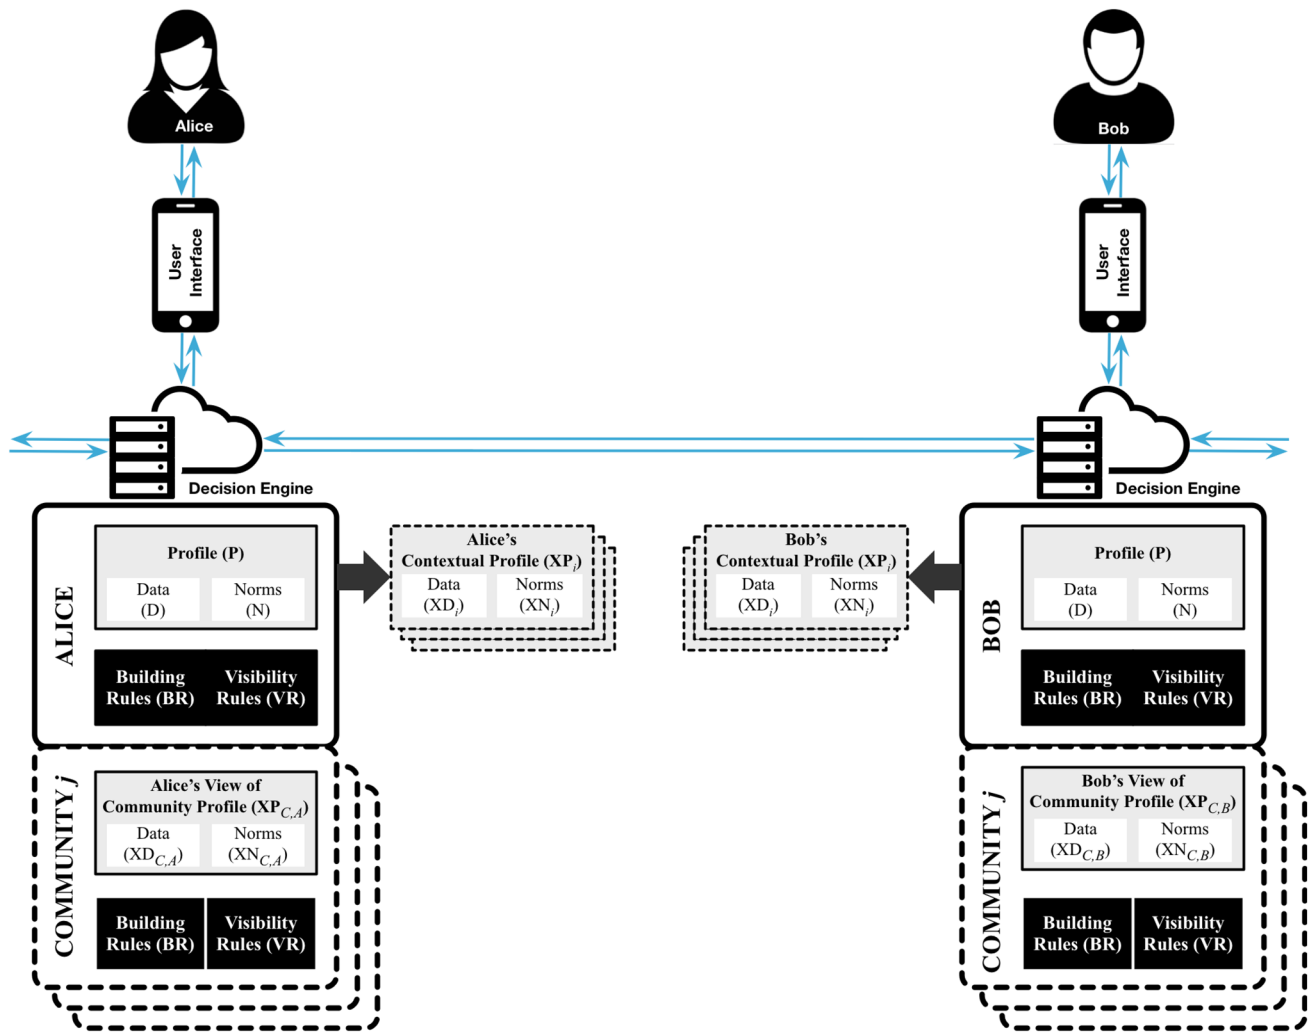 Alice
Bob
User
Interface
User
Interface
Decision Engine
Decision Engine
ALICE
Profile (P)
Data
(D)
Norms
(N)
Building
Rules (BR)
Visibility
Rules (VR)
Alice's
Contextual Profile (XPi)
Data
(XDi)
Norms
(XNi)
Bob's
Contextual Profile (XPi)
Data
(XDi)
Norms
(XNi)
BOB
Profile (P)
Data
(D)
Norms
(N)
Building
Rules (BR)
Visibility
Rules (VR)
COMMUNITY j
Alice's View of
Community Profile (XPC,A)
Data
(XDC,A)
Norms
(XNC,A)
Building
Rules (BR)
Visibility
Rules (VR)
COMMUNITY j
Bob's View of
Community Profile (XPC,B)
Data
(XDC,B)
Norms
(XNC,B)
Building
Rules (BR)
Visibility
Rules (VR)